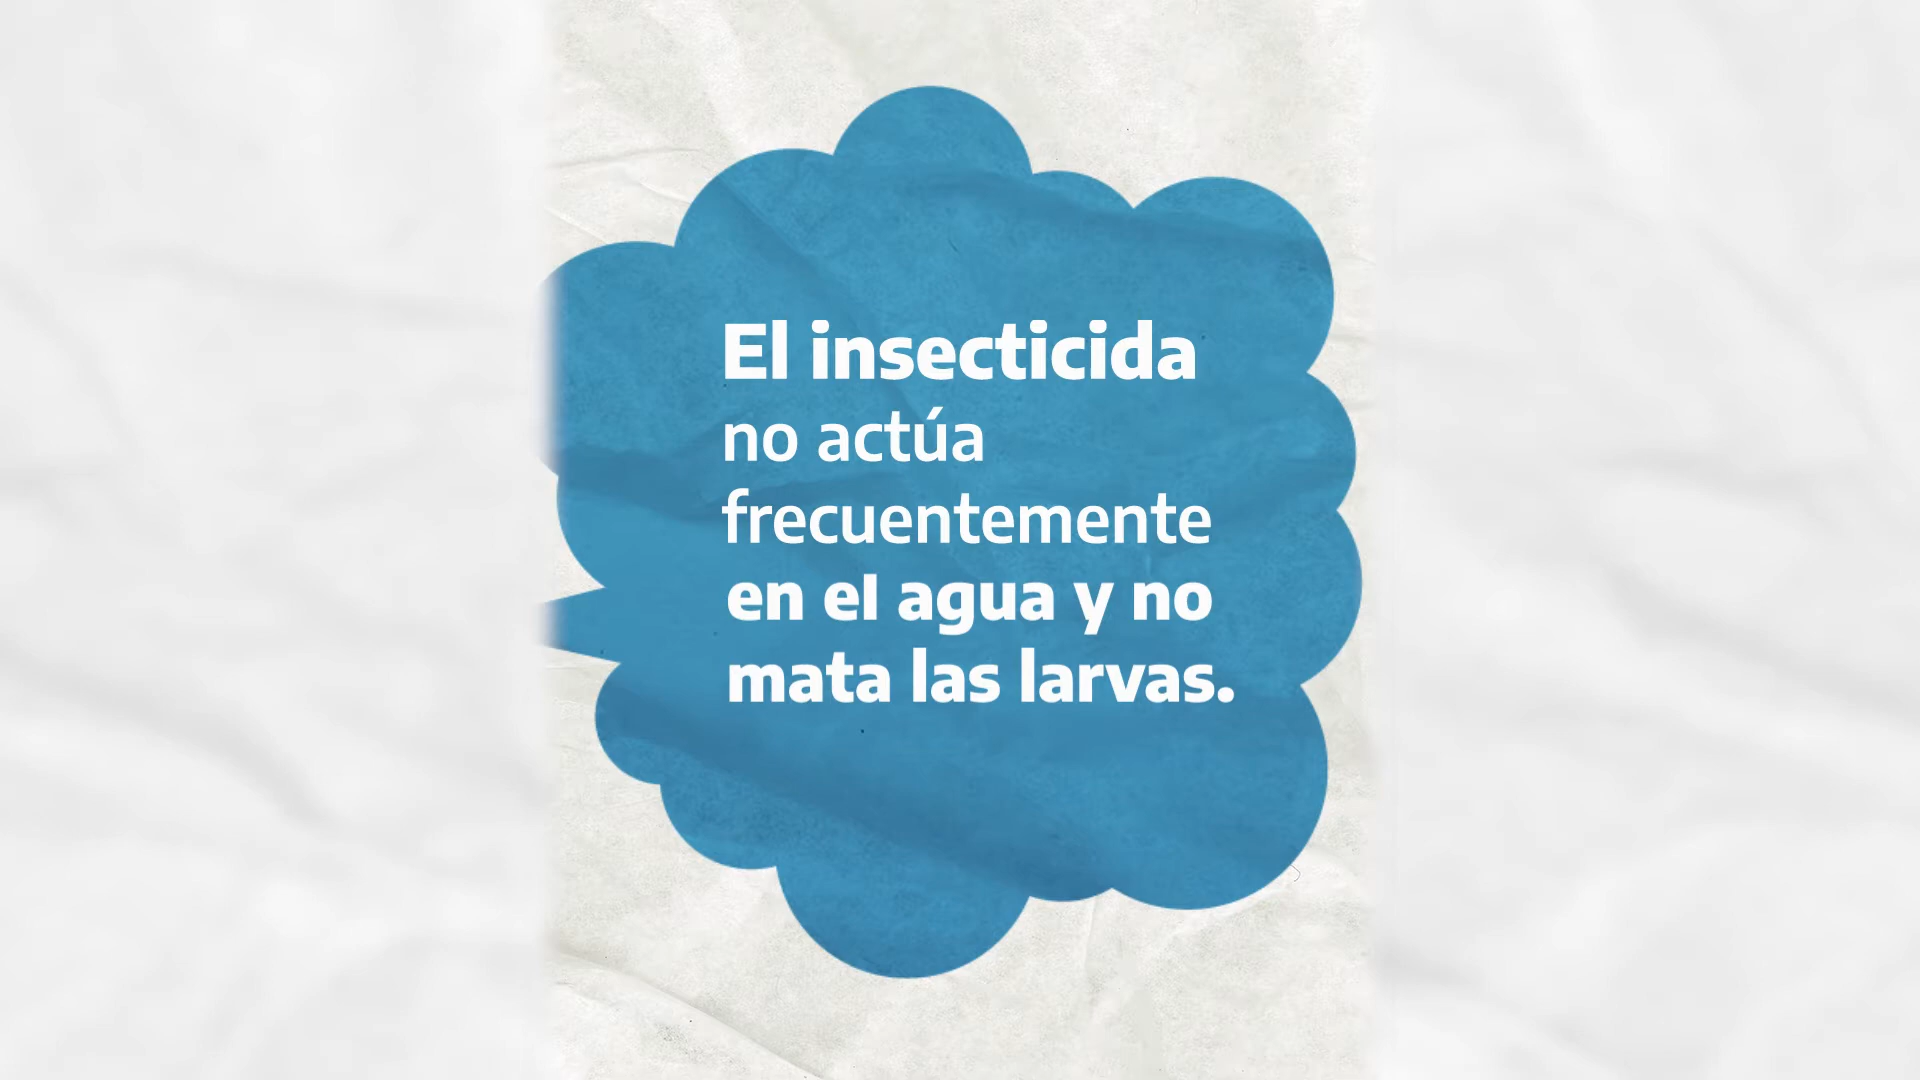 El insecticida
no actúa
frecuentemente
en el agua y no
mata las larvas.